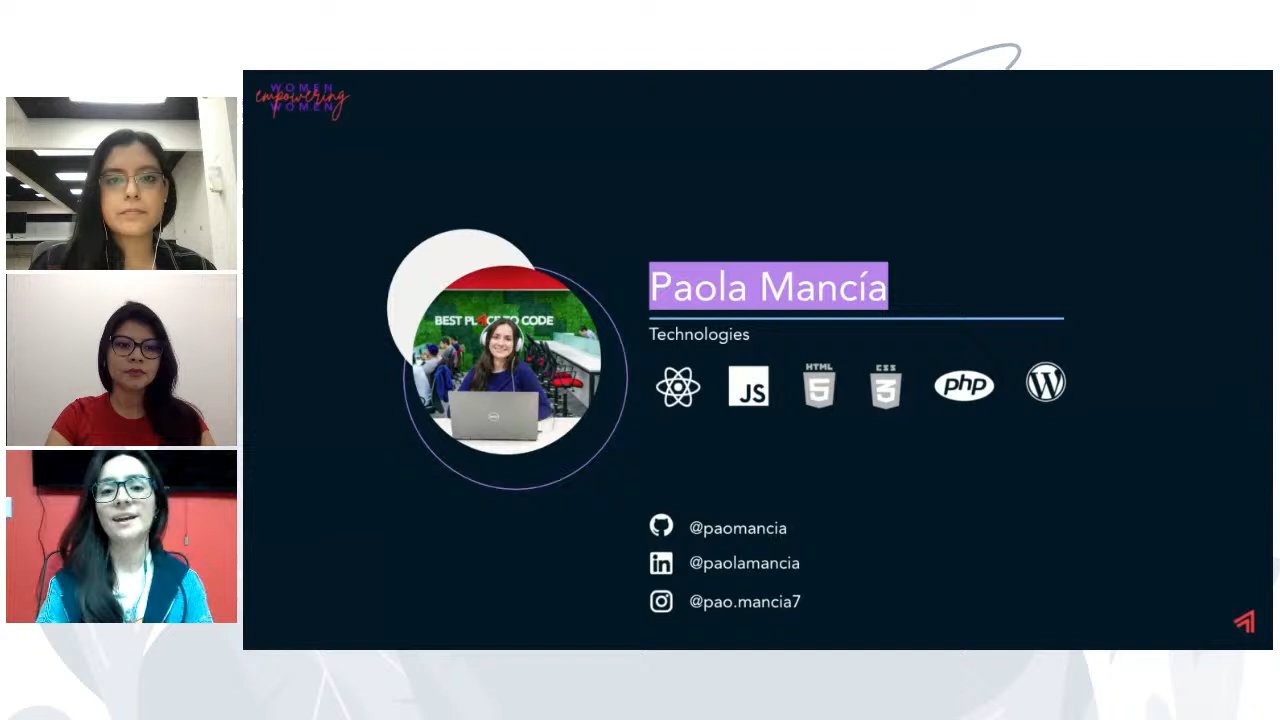 WOMEN
empowering
WOMEN
BEST PLACE TO CODE
Paola Mancía
Technologies
JS
HTML
5
CSS
3
php
W
@paomancia
in
@paolamancia
@pao.mancia7